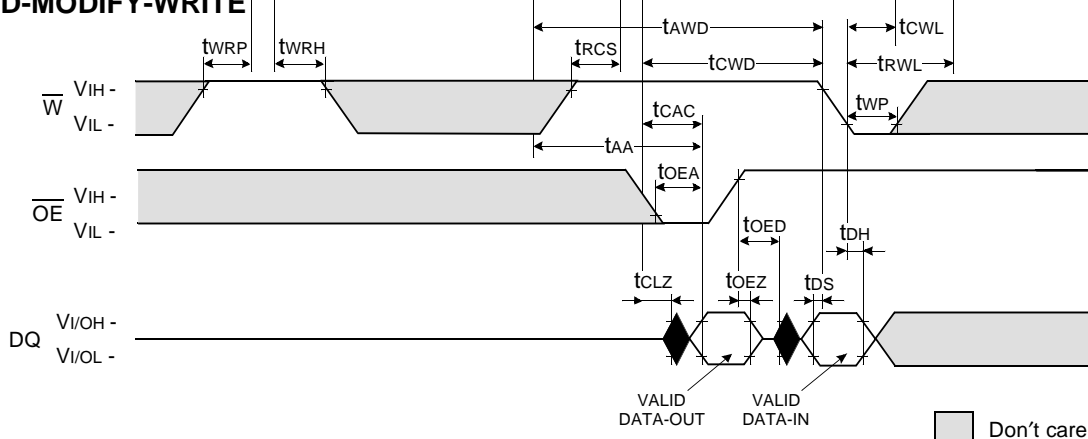 D-MODIFY-WRITE
tAWD
tCWL
tWRP
tWRH
tRCS
tCWD
tRWL
W
VIH -
VIL -
tCAC
tWP
tAA
OE
VIH -
VIL -
tOEA
tOED
tDH
tCLZ
tOEZ
tDS
DQ
VI/OH -
VI/OL -
VALID
DATA-OUT
VALID
DATA-IN
Don't care